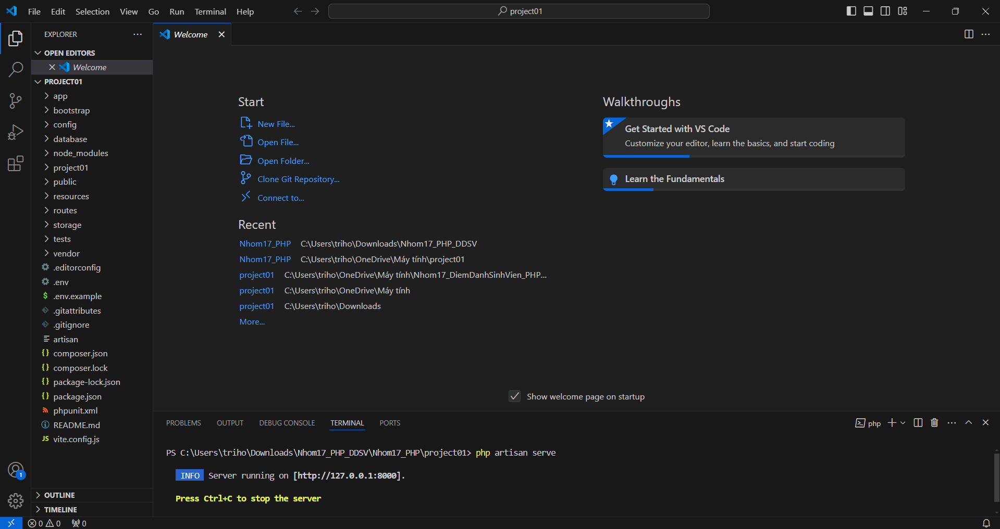 File Edit Selection View Go Run Terminal Help
project01
EXPLORER
Welcome
OPEN EDITORS
Welcome
PROJECT01
app
bootstrap
config
database
node_modules
project01
public
resources
routes
storage
tests
vendor
.editorconfig
.env
$ .env.example
.gitattributes
.gitignore
artisan
{} composer.json
{} composer.lock
{} package-lock.json
{} package.json
phpunit.xml
README.md
JS vite.config.js
OUTLINE
TIMELINE
Start
New File...
Open File...
Open Folder...
Clone Git Repository...
Connect to...
Recent
Nhom17_PHP C:\Users\triho\Downloads\Nhom17_PHP_DDSV
Nhom17_PHP C:\Users\triho\OneDrive\Máy tính\project01
project01 C:\Users\triho\OneDrive\Máy tính\Nhom17_DiemDanhSinhVien_PHP...
project01 C:\Users\triho\OneDrive\Máy tính
project01 C:\Users\triho\Downloads
More...
Walkthroughs
Get Started with VS Code
Customize your editor, learn the basics, and start coding
Learn the Fundamentals
Show welcome page on startup
PROBLEMS OUTPUT DEBUG CONSOLE TERMINAL PORTS
php
PS C:\Users\triho\Downloads\Nhom17_PHP_DDSV\Nhom17_PHP\project01> php artisan serve
INFO Server running on [http://127.0.0.1:8000].
Press Ctrl+C to stop the server
1
0 0 0